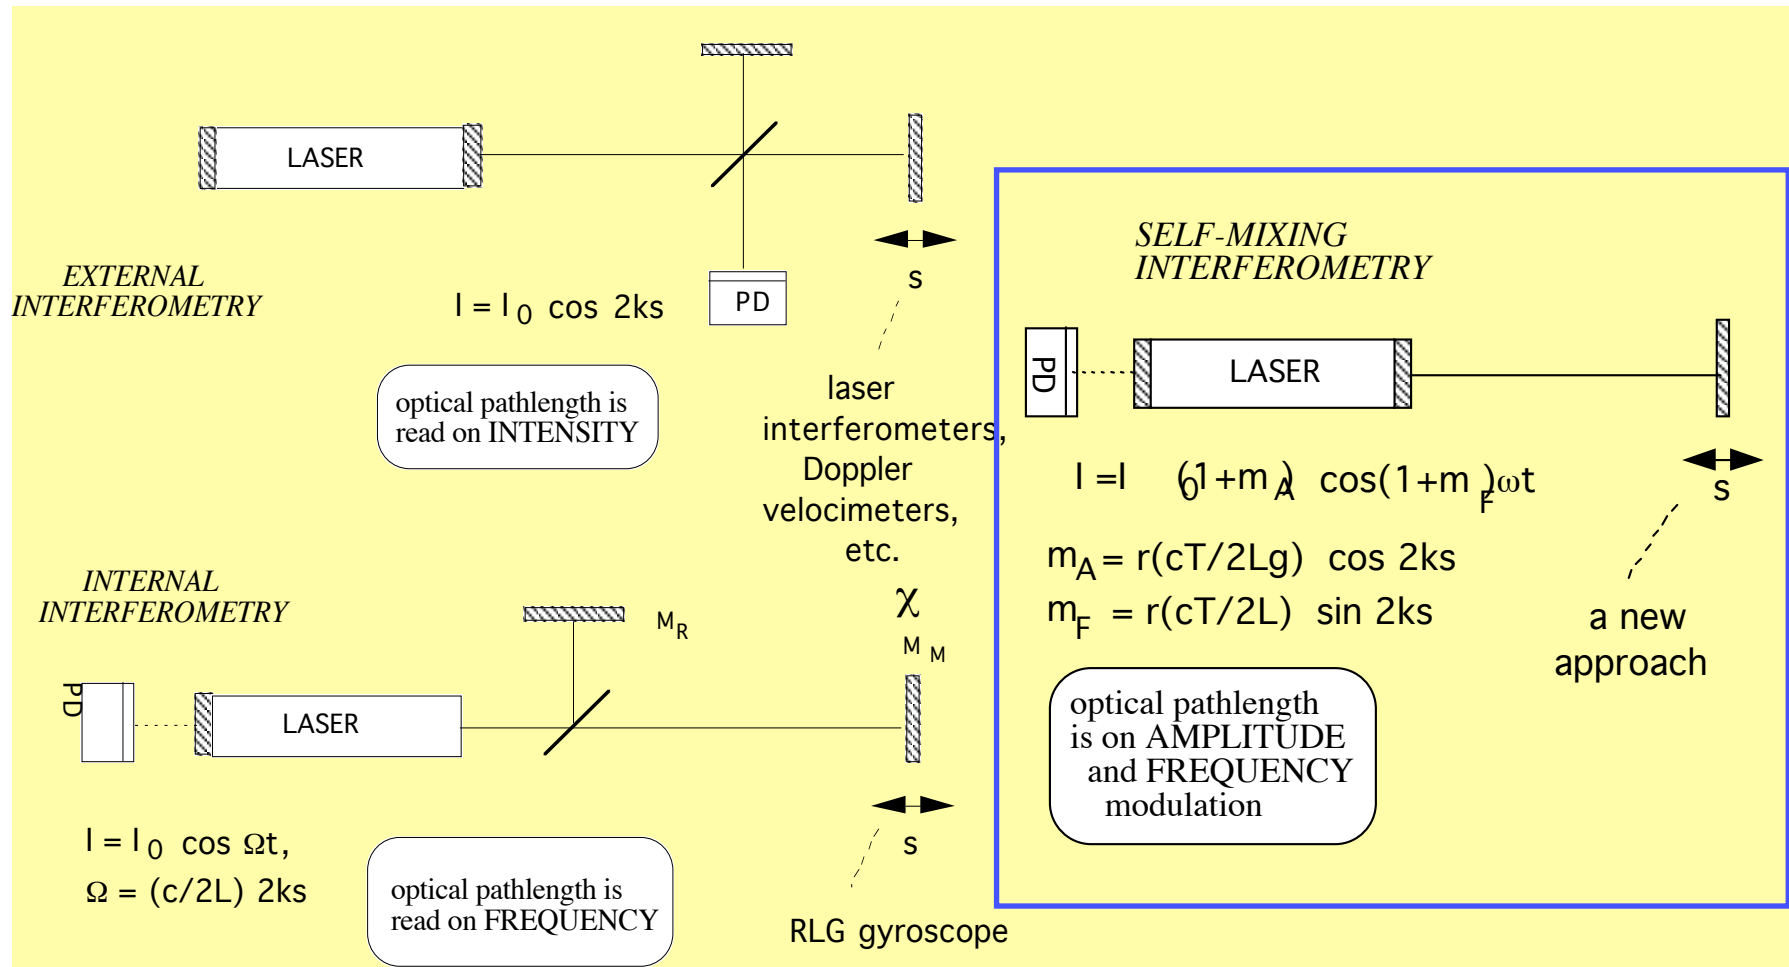 LASER
EXTERNAL
INTERFEROMETRY
I = I0 cos 2ks
PD
s
optical pathlength is
read on INTENSITY
laser
interferometers,
Doppler
velocimeters,
etc.
INTERNAL
INTERFEROMETRY
MR
χ
MM
PD
LASER
s
I = I0 cos Ωt,
Ω = (c/2L) 2ks
optical pathlength is
read on FREQUENCY
RLG gyroscope
SELF-MIXING
INTERFEROMETRY
PD
LASER
s
I =I0 (1+mA) cos(1+mF)ωt
mA = r(cT/2Lg) cos 2ks
mF = r(cT/2L) sin 2ks
a new
approach
optical pathlength
is on AMPLITUDE
and FREQUENCY
modulation